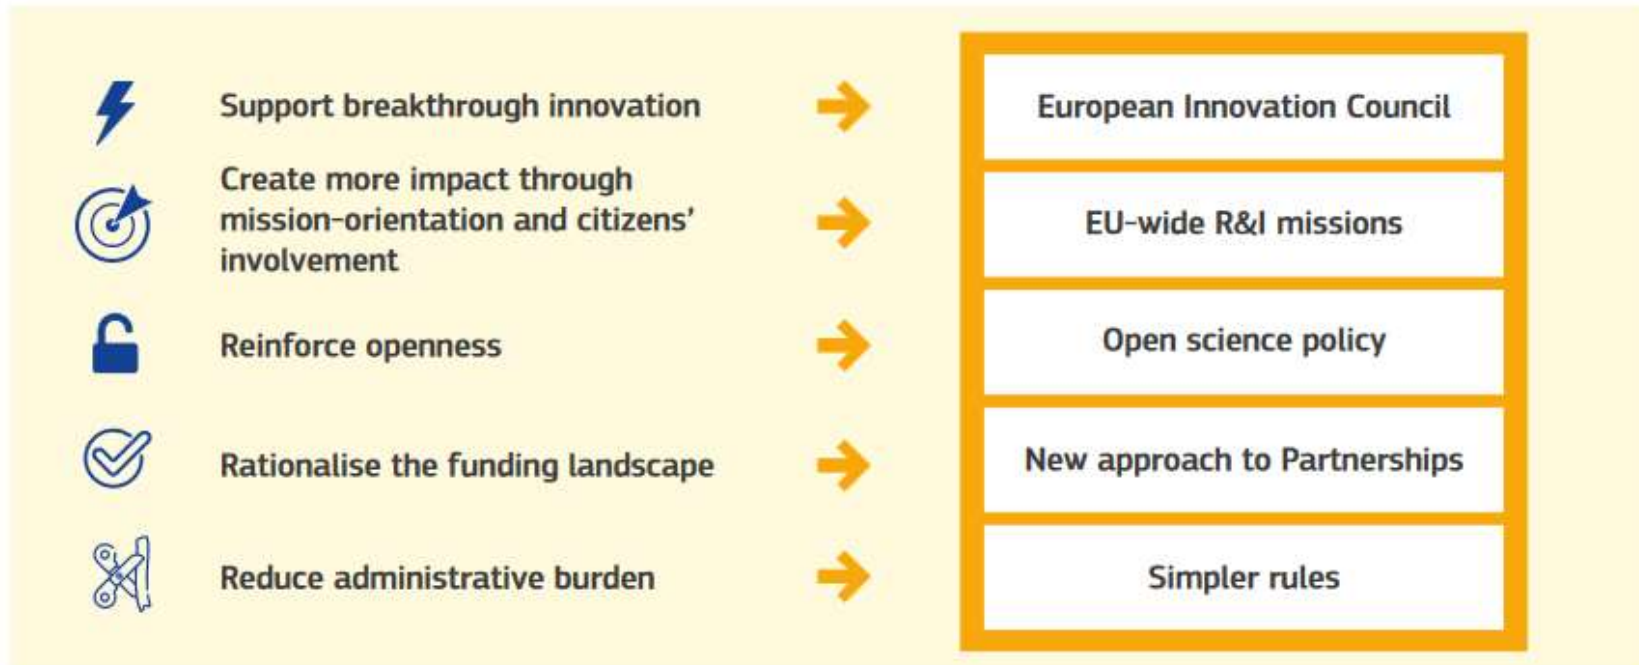 Support breakthrough innovation
European Innovation Council
Create more impact through
mission-orientation and citizens’
involvement
EU-wide R&I missions
Reinforce openness
Open science policy
Rationalise the funding landscape
New approach to Partnerships
Reduce administrative burden
Simpler rules